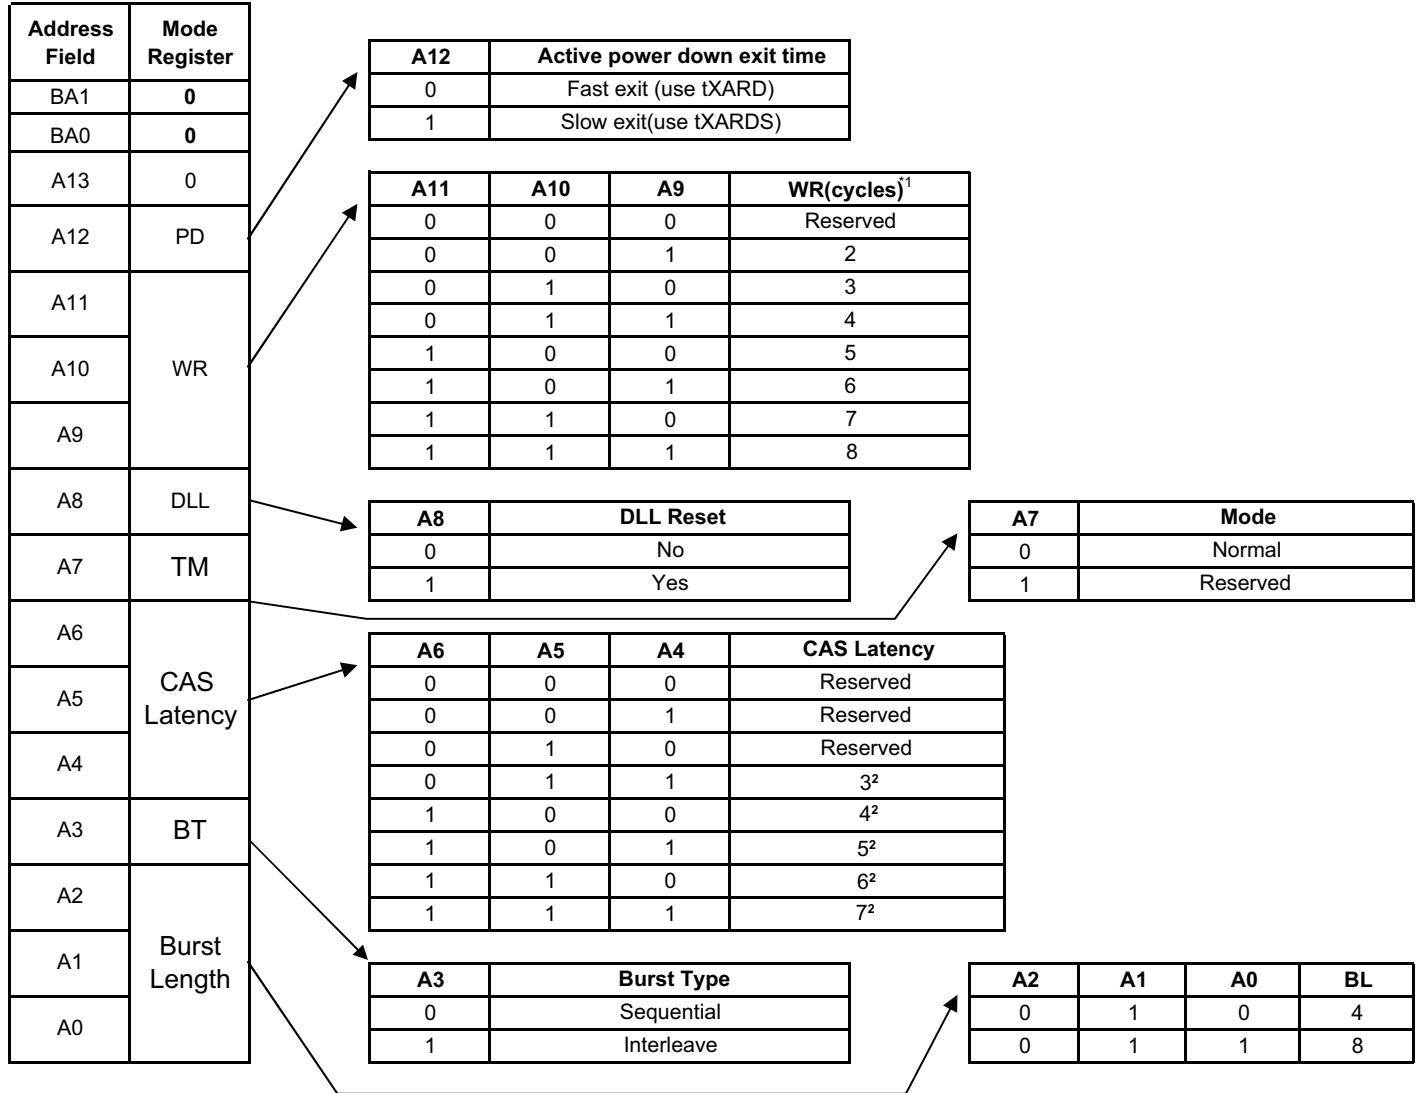 Address Field Mode Register
BA1 0
BA0 0
A13 0
A12 PD
A11
A10 WR
A9
A8 DLL
A7 TM
A6
A5 CAS Latency
A4
A3 BT
A2
A1 Burst Length
A0
A12 Active power down exit time
0 Fast exit (use tXARD)
1 Slow exit(use tXARDS)
A11 A10 A9 WR(cycles)*1
0 0 0 Reserved
0 0 1 2
0 1 0 3
0 1 1 4
1 0 0 5
1 0 1 6
1 1 0 7
1 1 1 8
A8 DLL Reset
0 No
1 Yes
A7 Mode
0 Normal
1 Reserved
A6 A5 A4 CAS Latency
0 0 0 Reserved
0 0 1 Reserved
0 1 0 Reserved
0 1 1 3²
1 0 0 4²
1 0 1 5²
1 1 0 6²
1 1 1 7²
A3 Burst Type
0 Sequential
1 Interleave
A2 A1 A0 BL
0 1 0 4
0 1 1 8